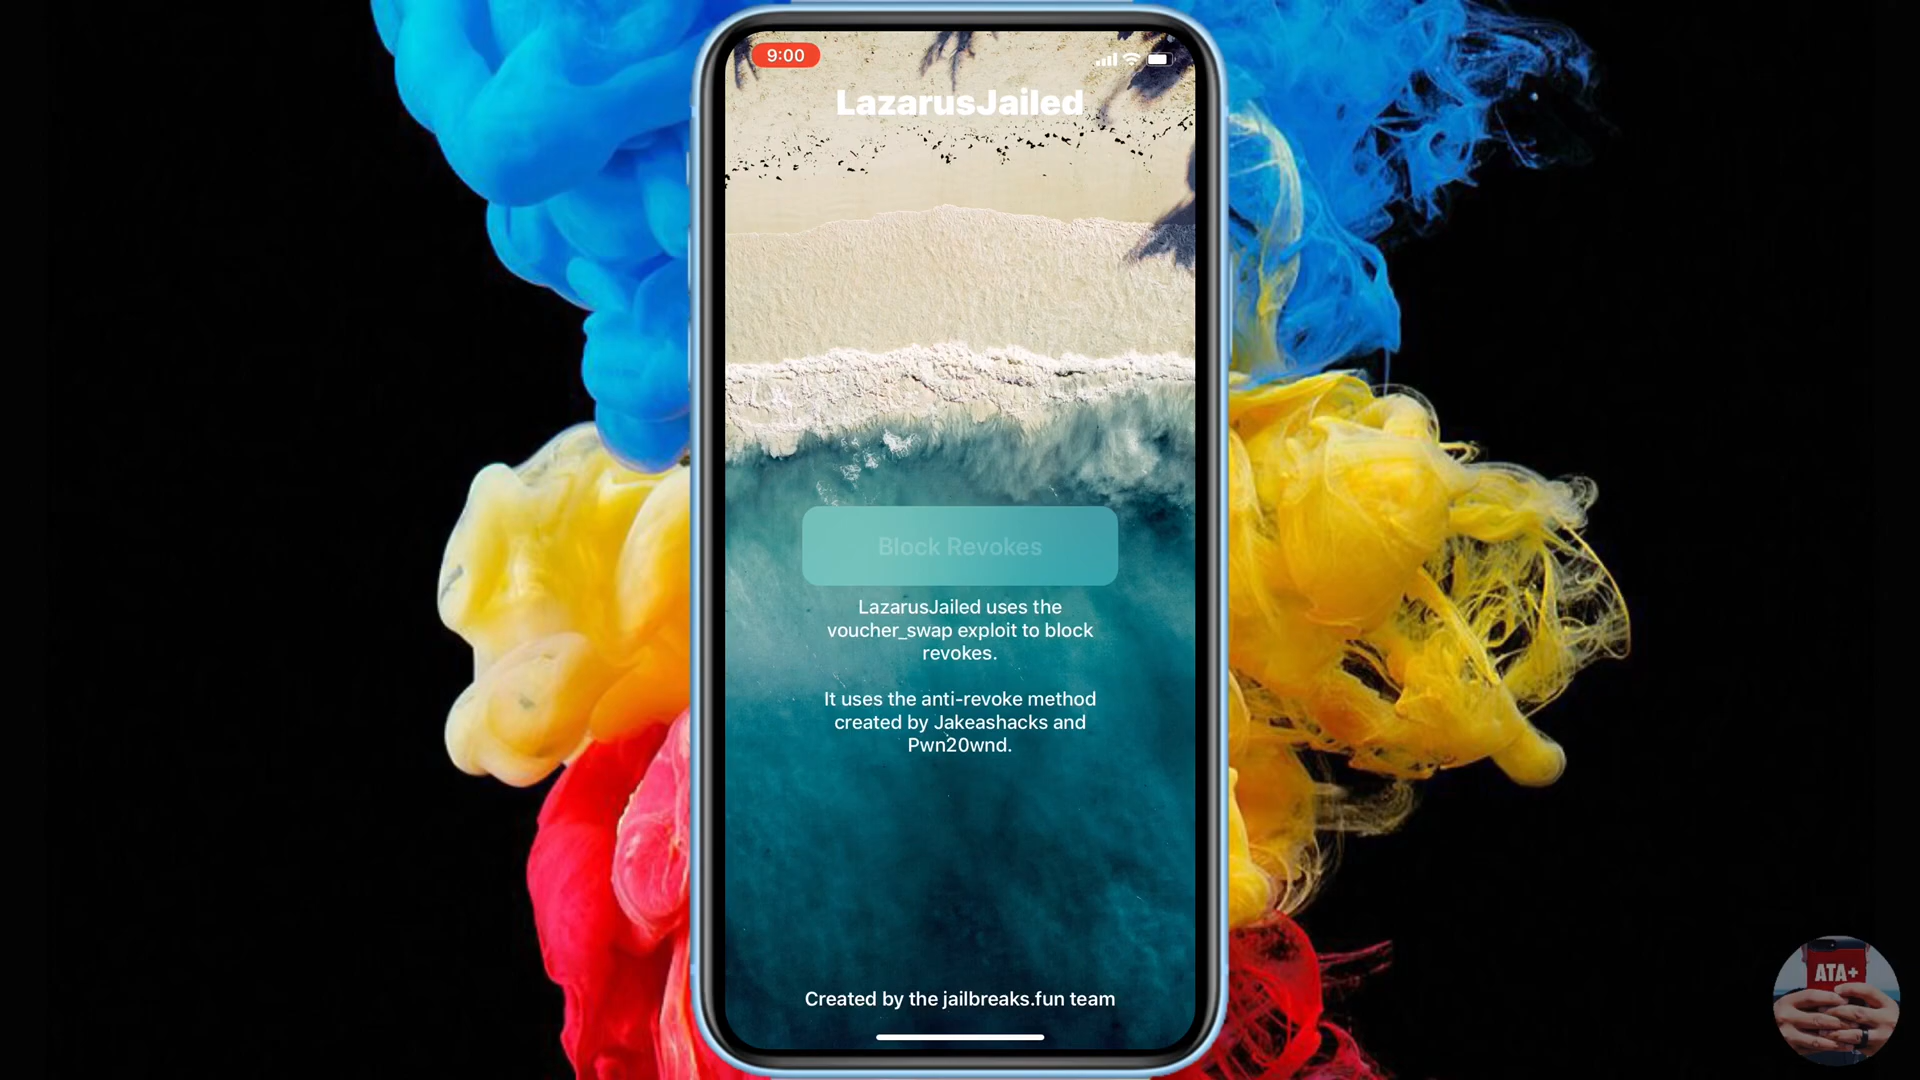 9:00
LazarusJailed
Block Revokes
LazarusJailed uses the
voucher_swap exploit to block
revokes.
It uses the anti-revoke method
created by Jakeashacks and
Pwn20wnd.
Created by the jailbreaks.fun team
ATA+